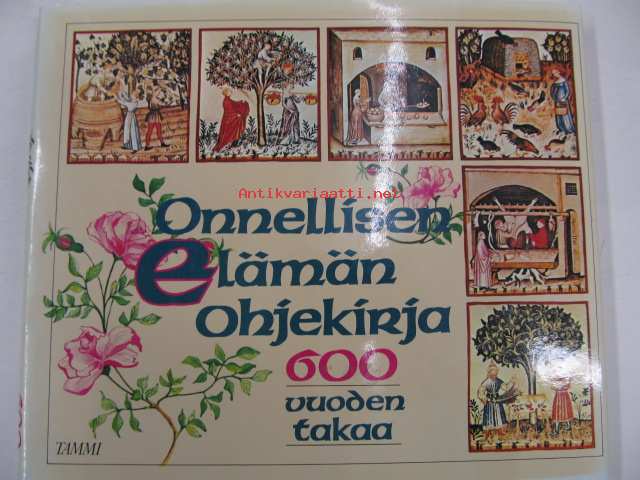 Antikvariaatti.net
Onnellisen
elämän
ohjekirja
600
vuoden
takaa
TAMMI